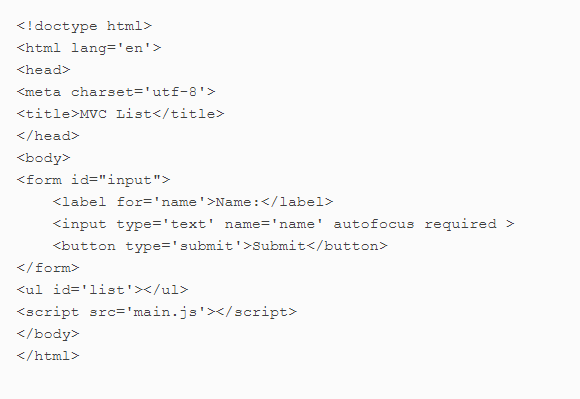 <!doctype html>
<html lang='en'>
<head>
<meta charset='utf-8'>
<title>MVC List</title>
</head>
<body>
<form id="input">
    <label for='name'>Name:</label>
    <input type='text' name='name' autofocus required >
    <button type='submit'>Submit</button>
</form>
<ul id='list'></ul>
<script src='main.js'></script>
</body>
</html>